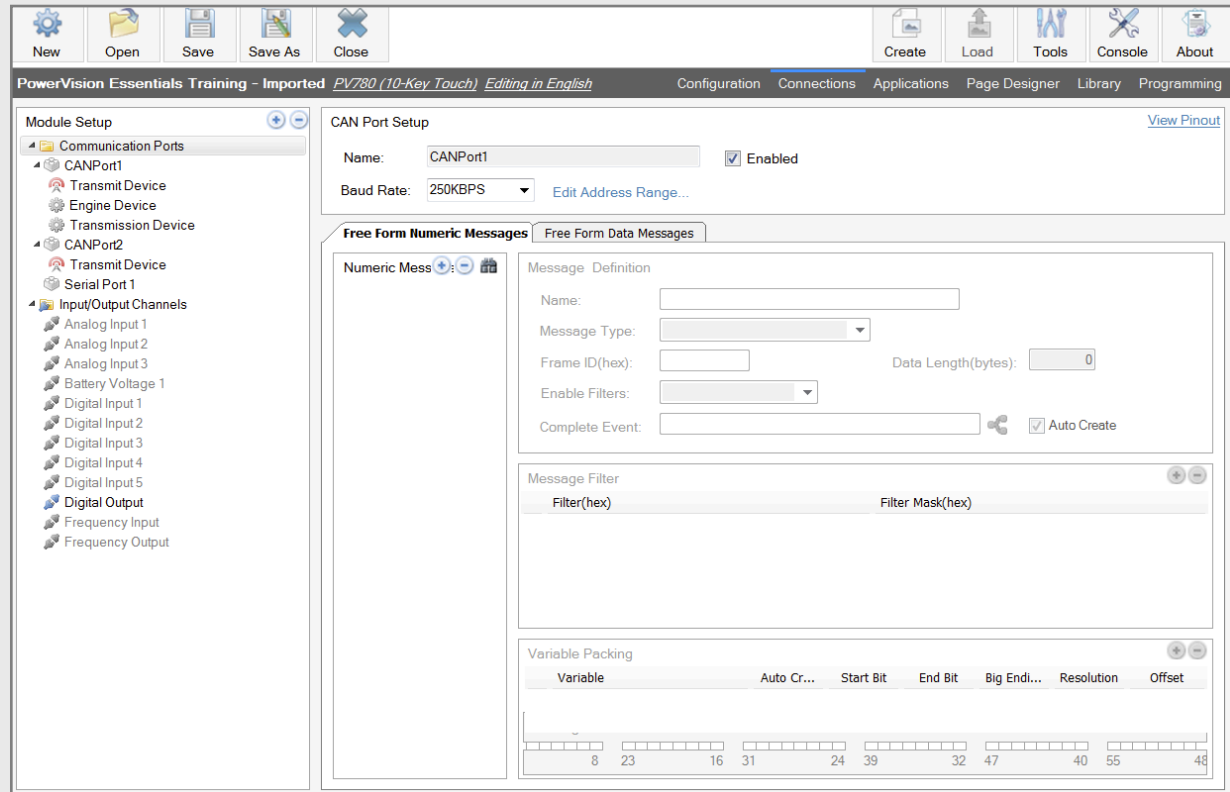 New Open Save Save As Close Create Load Tools Console About
PowerVision Essentials Training - Imported PV780 (10-Key Touch) Editing in English Configuration Connections Applications Page Designer Library Programming
Module Setup
Communication Ports
CANPort1
Transmit Device
Engine Device
Transmission Device
CANPort2
Transmit Device
Serial Port 1
Input/Output Channels
Analog Input 1
Analog Input 2
Analog Input 3
Battery Voltage 1
Digital Input 1
Digital Input 2
Digital Input 3
Digital Input 4
Digital Input 5
Digital Output
Frequency Input
Frequency Output
CAN Port Setup View Pinout
Name: CANPort1 Enabled
Baud Rate: 250KBPS Edit Address Range...
Free Form Numeric Messages Free Form Data Messages
Numeric Mess
Message Definition
Name:
Message Type:
Frame ID(hex): Data Length(bytes): 0
Enable Filters:
Complete Event: Auto Create
Message Filter
Filter(hex) Filter Mask(hex)
Variable Packing
Variable Auto Cr... Start Bit End Bit Big Endi... Resolution Offset
8 23 16 31 24 39 32 47 40 55 48